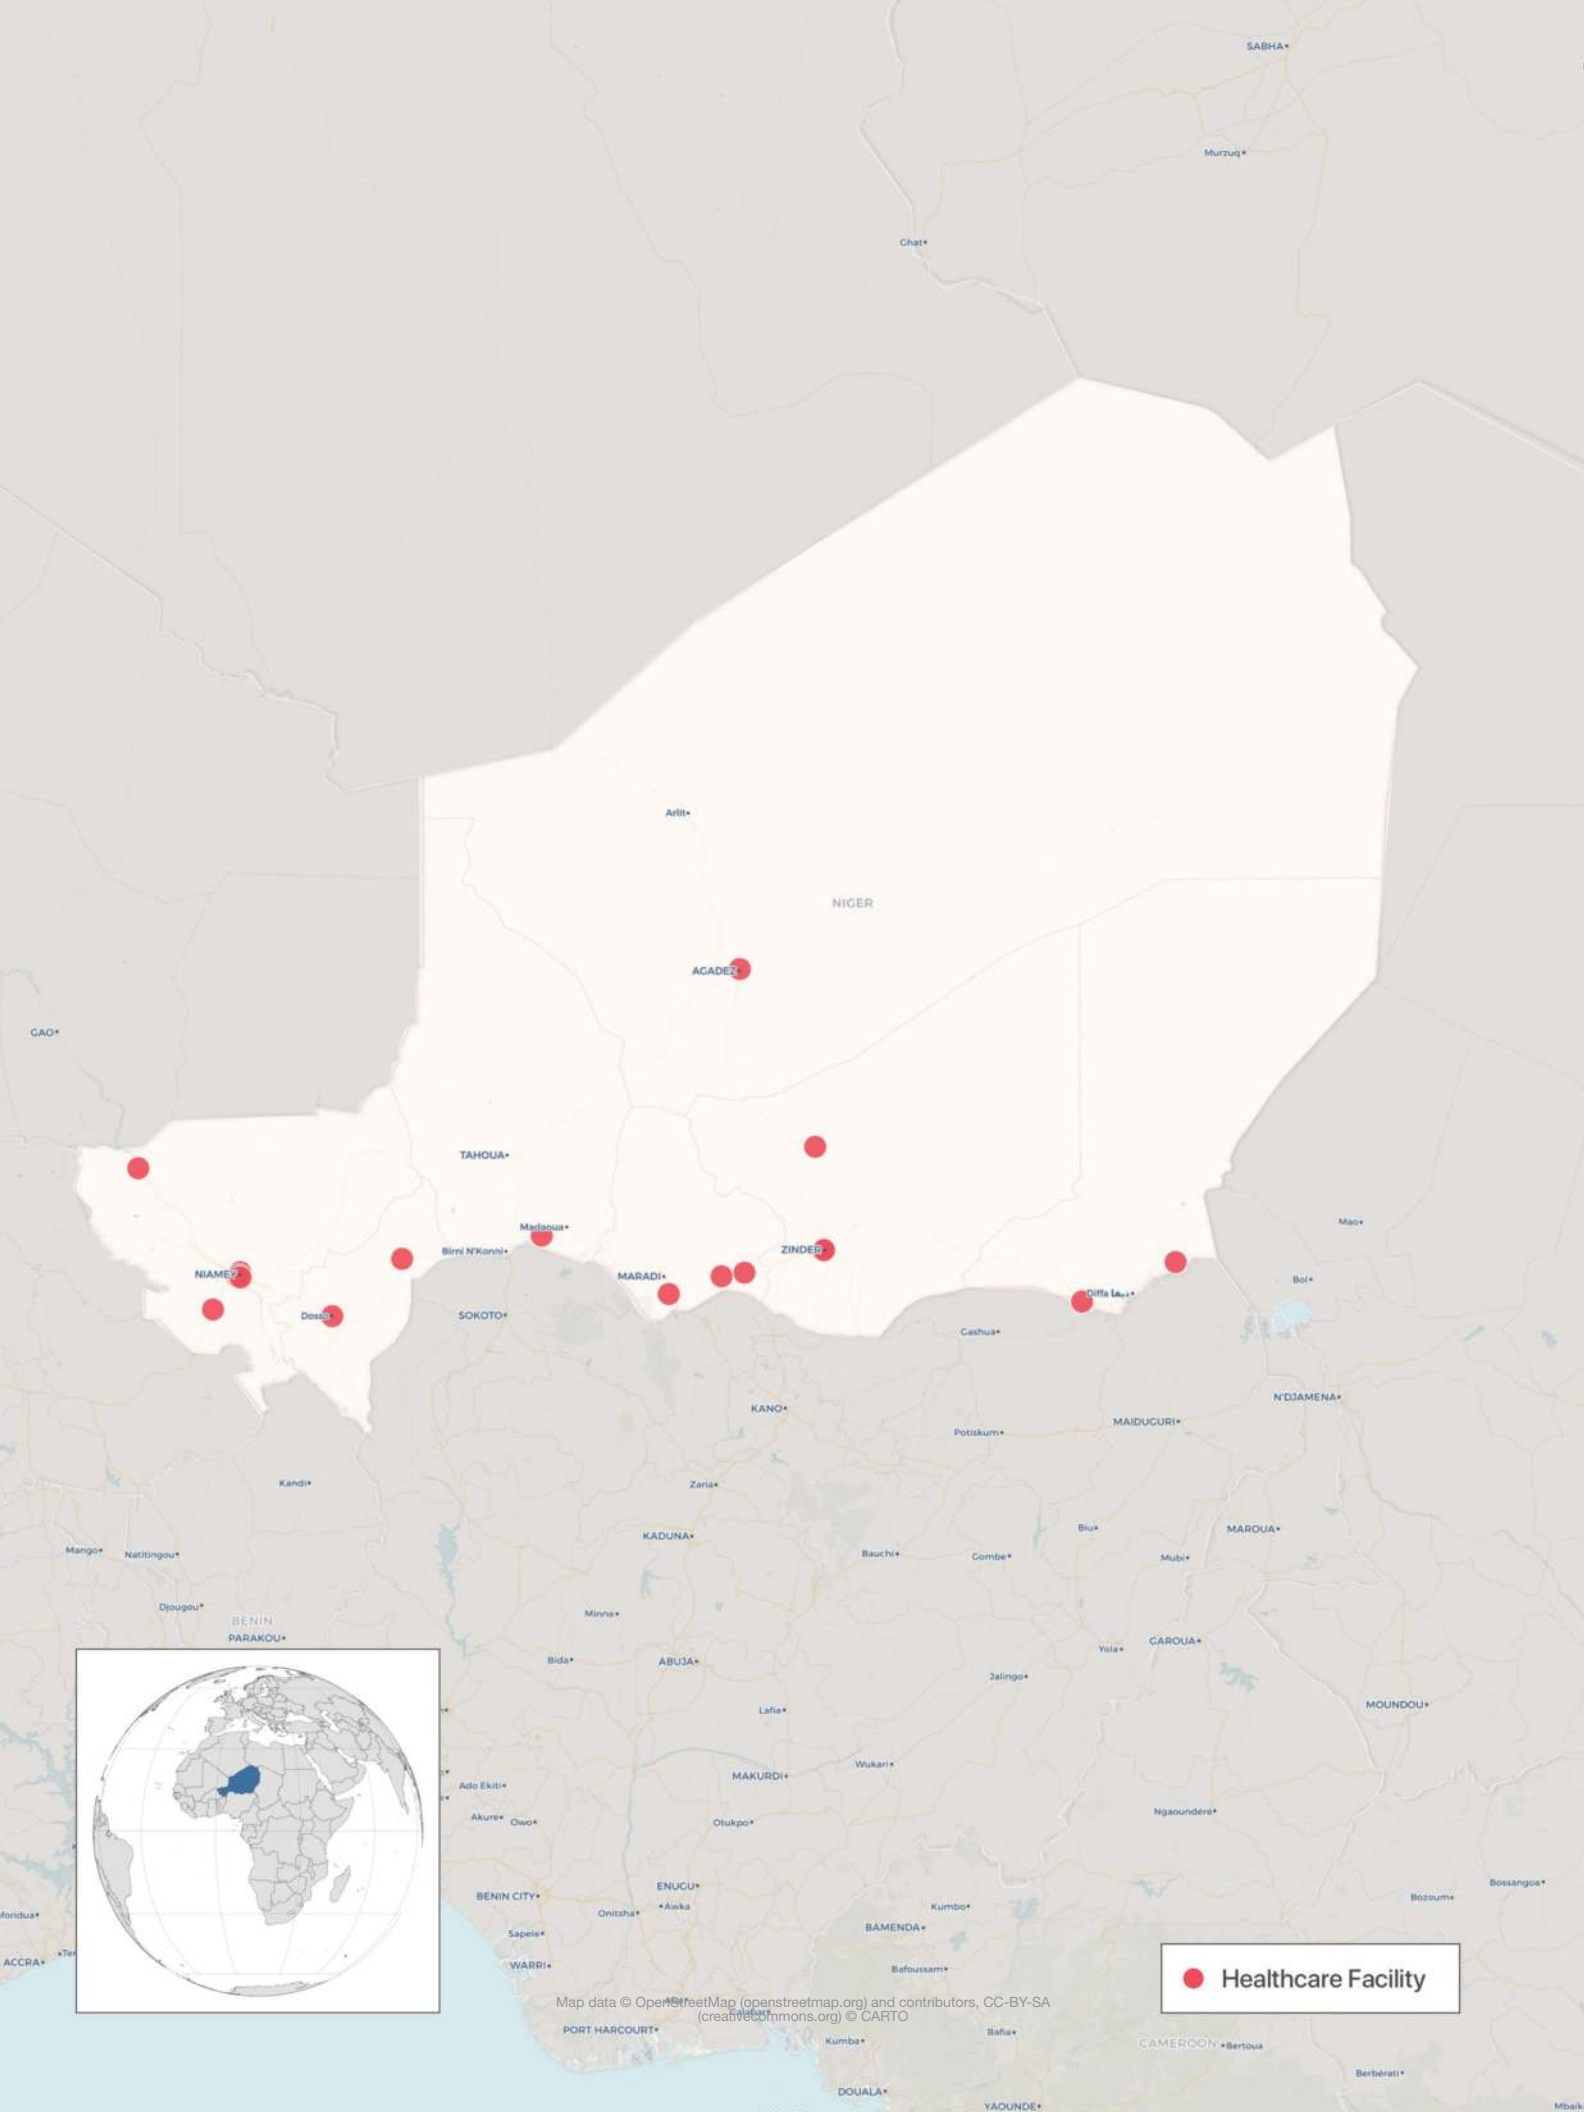 SABHA
Murzuq
Ghat
Arlit
NIGER
AGADEZ
GAO
TAHOUA
Mao
Madaoua
Birni N'Konni
ZINDER
NIAMEY
MARADI
Bol
Diffa
Dosso
SOKOTO
Gashua
N'DJAMENA
KANO
MAIDUGURI
Potiskum
Kandi
Zaria
Biu
MAROUA
KADUNA
Mango
Natitingou
Bauchi
Gombe
Mubi
Djougou
Minna
BENIN
PARAKOU
Yola
GAROUA
Bida
ABUJA
Jalingo
Lafia
MOUNDOU
Wukari
MAKURDI
Ado Ekiti
Ngaoundéré
Akure
Owo
Otukpo
Bossangoa
ENUGU
BENIN CITY
Bozoum
Onitsha
Awka
Kumbo
BAMENDA
Sapele
ACCRA
WARRI
Bafoussam
Healthcare Facility
Map data © OpenStreetMap (openstreetmap.org) and contributors, CC-BY-SA
(creativecommons.org) © CARTO
PORT HARCOURT
Bafia
Kumba
CAMEROON
Bertoua
Berbérati
DOUALA
YAOUNDE